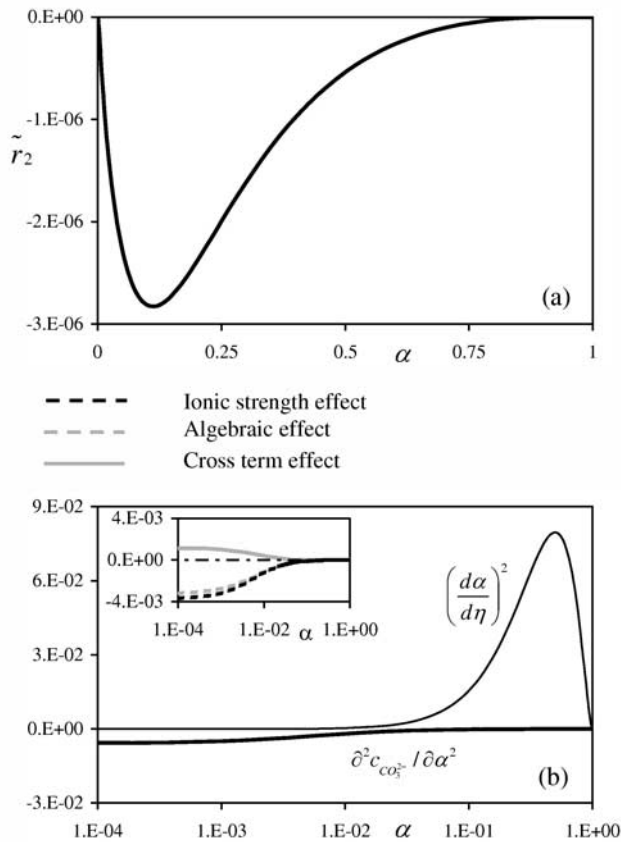 0.E+00
-1.E-06
r̃₂
-2.E-06
-3.E-06
(a)
0 0.25 0.5 α 0.75 1
Ionic strength effect
Algebraic effect
Cross term effect
9.E-02
6.E-02
3.E-02
0.E+00
-3.E-02
4.E-03
0.E+00
-4.E-03
1.E-04 1.E-02 α 1.E+00
(dα/dη)²
∂²c_{CO₃²⁻}/∂α²
(b)
1.E-04 1.E-03 1.E-02 α 1.E-01 1.E+00